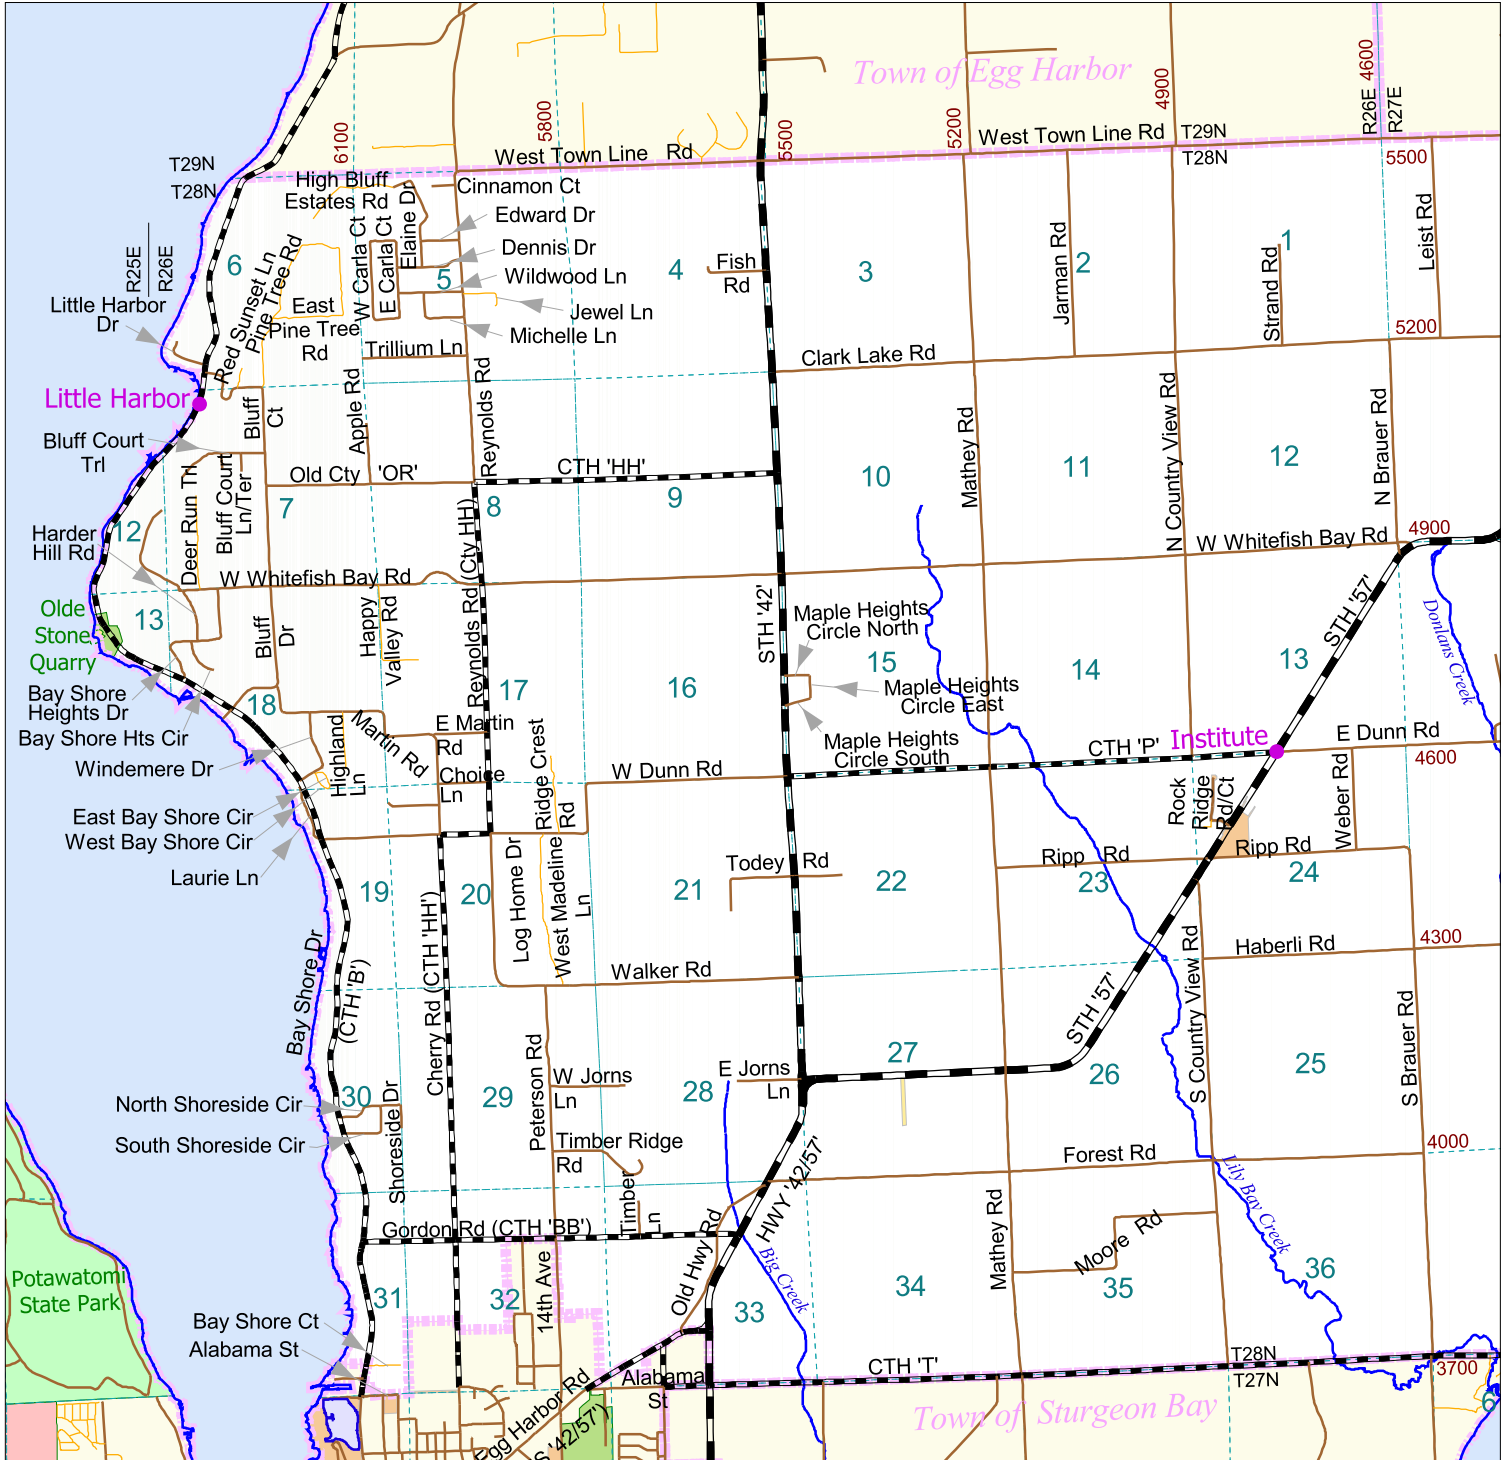 Town of Egg Harbor
4600
4900
5200
5500
5800
6100
R26E
R27E
West Town Line Rd
T29N
T28N
West Town Line Rd
5500
T29N
T28N
High Bluff
Estates Rd
Cinnamon Ct
Edward Dr
Dennis Dr
Wildwood Ln
Jewel Ln
Michelle Ln
Elaine Dr
E Carla Ct
W Carla Ct
R25E
R26E
6
5
4
3
2
1
Fish
Rd
Jarman Rd
Strand Rd
Leist Rd
Little Harbor
Dr
Red Sunset Ln
Pine Tree Rd
East
Pine Tree
Rd
Trillium Ln
Clark Lake Rd
5200
Little Harbor
Bluff
Ct
Apple Rd
Reynolds Rd
Mathey Rd
N Country View Rd
N Brauer Rd
Bluff Court
Trl
Old Cty 'OR'
CTH 'HH'
Deer Run Trl
Bluff Court
Ln/Ter
7
8
9
10
11
12
12
Harder
Hill Rd
Reynolds Rd (Cty HH)
W Whitefish Bay Rd
W Whitefish Bay Rd
4900
Olde
Stone
Quarry
13
Bluff
Dr
Happy
Valley Rd
STH '42'
Maple Heights
Circle North
Maple Heights
Circle East
Maple Heights
Circle South
STH '57'
Donlans Creek
18
17
16
15
14
13
Bay Shore
Heights Dr
Bay Shore Hts Cir
Windemere Dr
Highland
Ln
Martin Rd
E Martin
Rd
Choice
Ln
Ridge Crest
Rd
W Dunn Rd
CTH 'P'
Institute
E Dunn Rd
4600
East Bay Shore Cir
West Bay Shore Cir
Laurie Ln
Rock
Ridge
Rd/Ct
Weber Rd
Ripp Rd
Ripp Rd
Todey Rd
Log Home Dr
West Madeline
Ln
19
20
21
22
23
24
Bay Shore Dr
(CTH 'B')
Cherry Rd (CTH 'HH')
Walker Rd
Haberli Rd
4300
STH '57'
S Country View Rd
S Brauer Rd
Peterson Rd
W Jorns
Ln
E Jorns
Ln
30
29
28
27
26
25
North Shoreside Cir
South Shoreside Cir
Shoreside Dr
Timber Ridge
Rd
Timber
Ln
HWY '42/57'
Forest Rd
4000
Lily Bay Creek
Gordon Rd (CTH 'BB')
Old Hwy Rd
Big Creek
Mathey Rd
Moore Rd
Potawatomi
State Park
31
32
33
34
35
36
14th Ave
Bay Shore Ct
Alabama St
Alabama
St
CTH 'T'
T28N
T27N
3700
6
Egg Harbor Rd
S '42/57')
Town of Sturgeon Bay